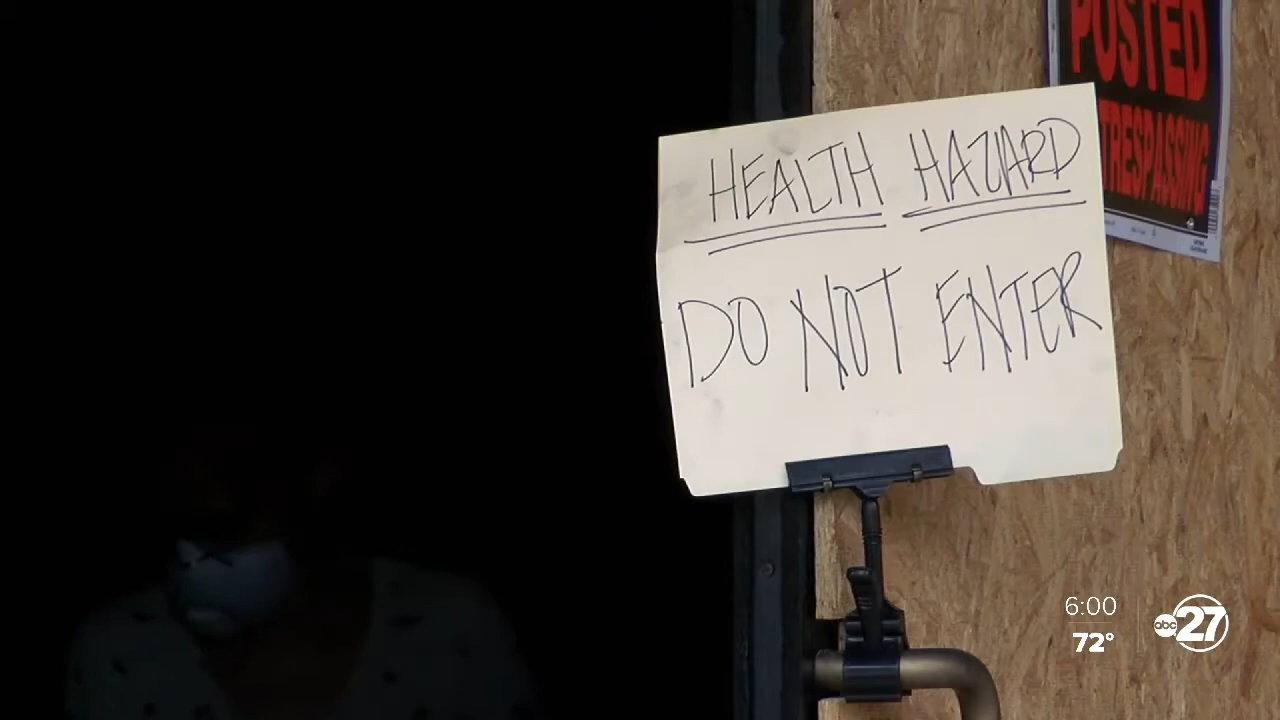 POSTED
TRESPASSING
HEALTH HAZARD
DO NOT ENTER
6:00
72°
abc 27